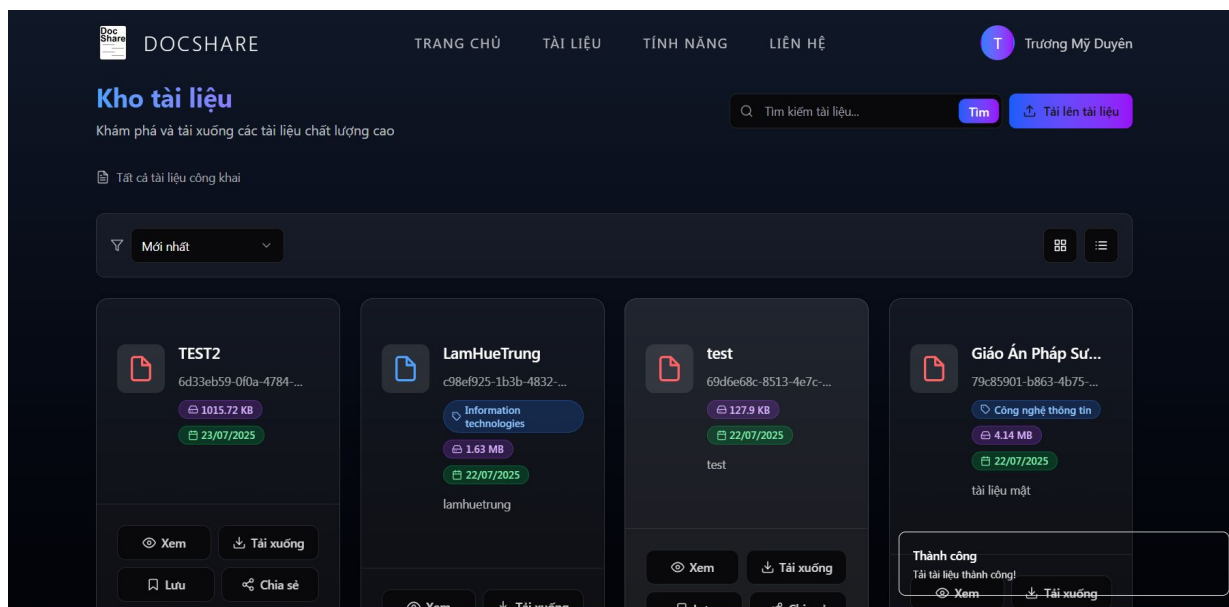 Doc
Share
DOCSHARE
TRANG CHỦ
TÀI LIỆU
TÍNH NĂNG
LIÊN HỆ
T
Trương Mỹ Duyên
Kho tài liệu
Khám phá và tải xuống các tài liệu chất lượng cao
Tìm kiếm tài liệu...
Tìm
Tải lên tài liệu
Tất cả tài liệu công khai
Mới nhất
TEST2
6d33eb59-0f0a-4784-...
1015.72 KB
23/07/2025
Xem
Tải xuống
Lưu
Chia sẻ
LamHueTrung
c98ef925-1b3b-4832-...
Information
technologies
1.63 MB
22/07/2025
lamhuetrung
Xem
Tải xuống
test
69d6e68c-8513-4e7c-...
127.9 KB
22/07/2025
test
Xem
Tải xuống
Lưu
Chia sẻ
Giáo Án Pháp Sư...
79c85901-b863-4b75-...
Công nghệ thông tin
4.14 MB
22/07/2025
tài liệu mật
Thành công
Tải tài liệu thành công!
Xem
Tải xuống